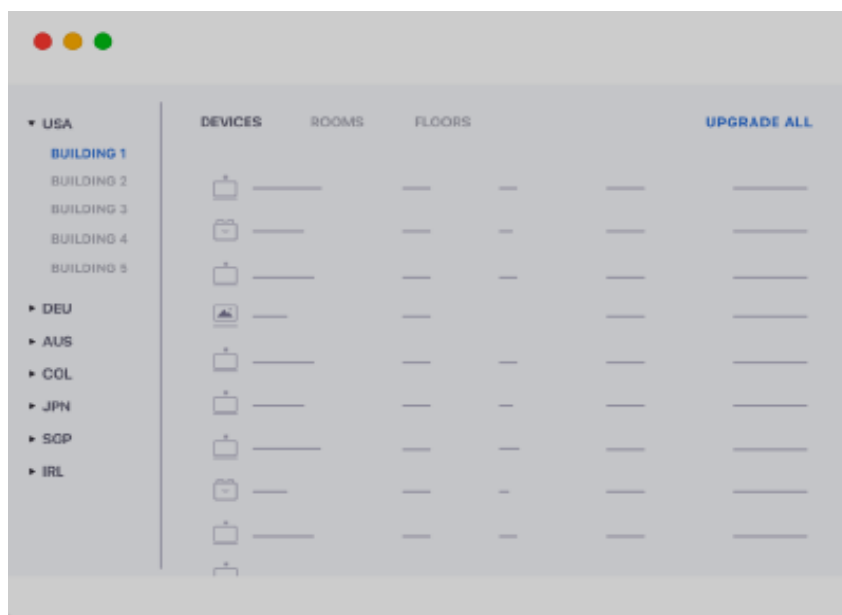 USA
BUILDING 1
BUILDING 2
BUILDING 3
BUILDING 4
BUILDING 5
DEU
AUS
COL
JPN
SGP
IRL
DEVICES ROOMS FLOORS UPGRADE ALL